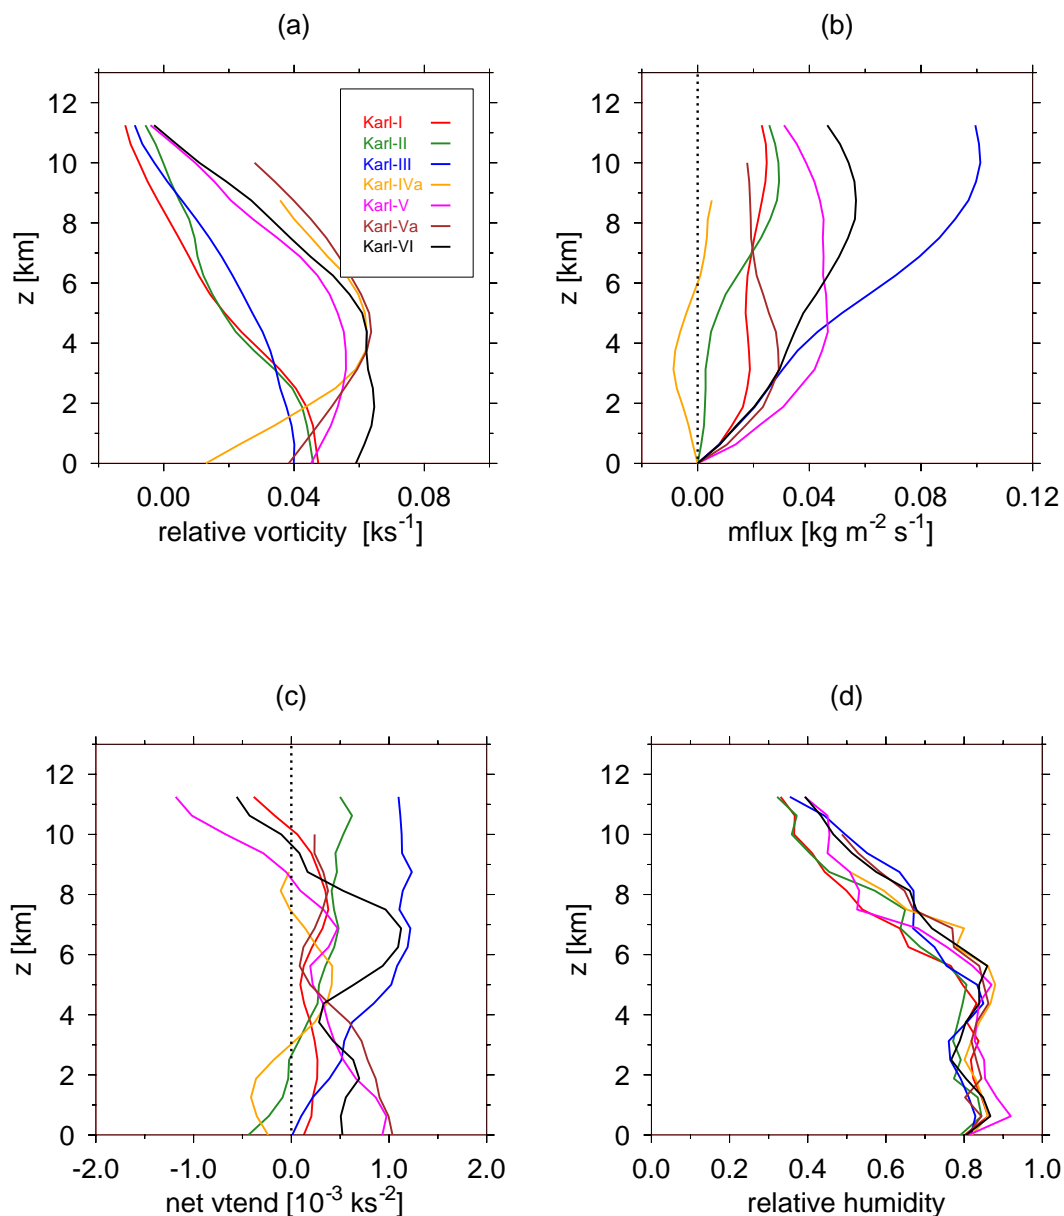 (a)
(b)
12
10
8
6
4
2
0
z [km]
Karl-I
Karl-II
Karl-III
Karl-IVa
Karl-V
Karl-Va
Karl-VI
0.00 0.04 0.08
relative vorticity [ks⁻¹]
12
10
8
6
4
2
0
z [km]
0.00 0.04 0.08 0.12
mflux [kg m⁻² s⁻¹]
(c)
(d)
12
10
8
6
4
2
0
z [km]
-2.0 -1.0 0.0 1.0 2.0
net vtend [10⁻³ ks⁻²]
12
10
8
6
4
2
0
z [km]
0.0 0.2 0.4 0.6 0.8 1.0
relative humidity